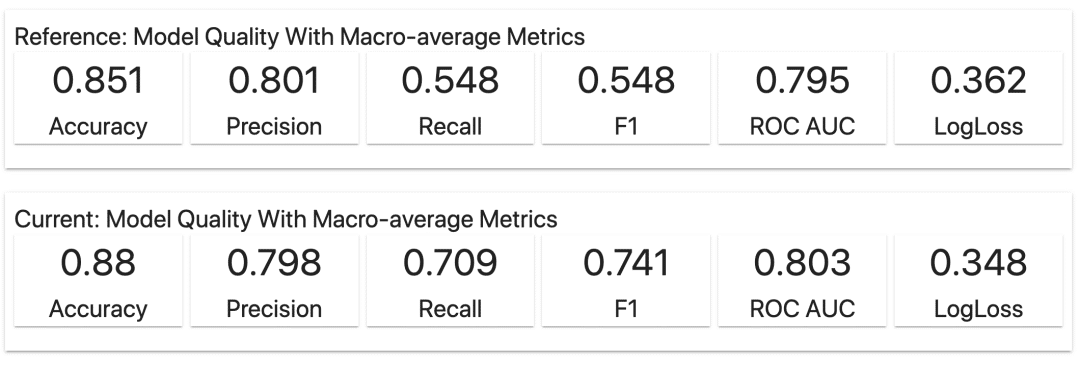 Reference: Model Quality With Macro-average Metrics
0.851 0.801 0.548 0.548 0.795 0.362
Accuracy Precision Recall F1 ROC AUC LogLoss
Current: Model Quality With Macro-average Metrics
0.88 0.798 0.709 0.741 0.803 0.348
Accuracy Precision Recall F1 ROC AUC LogLoss